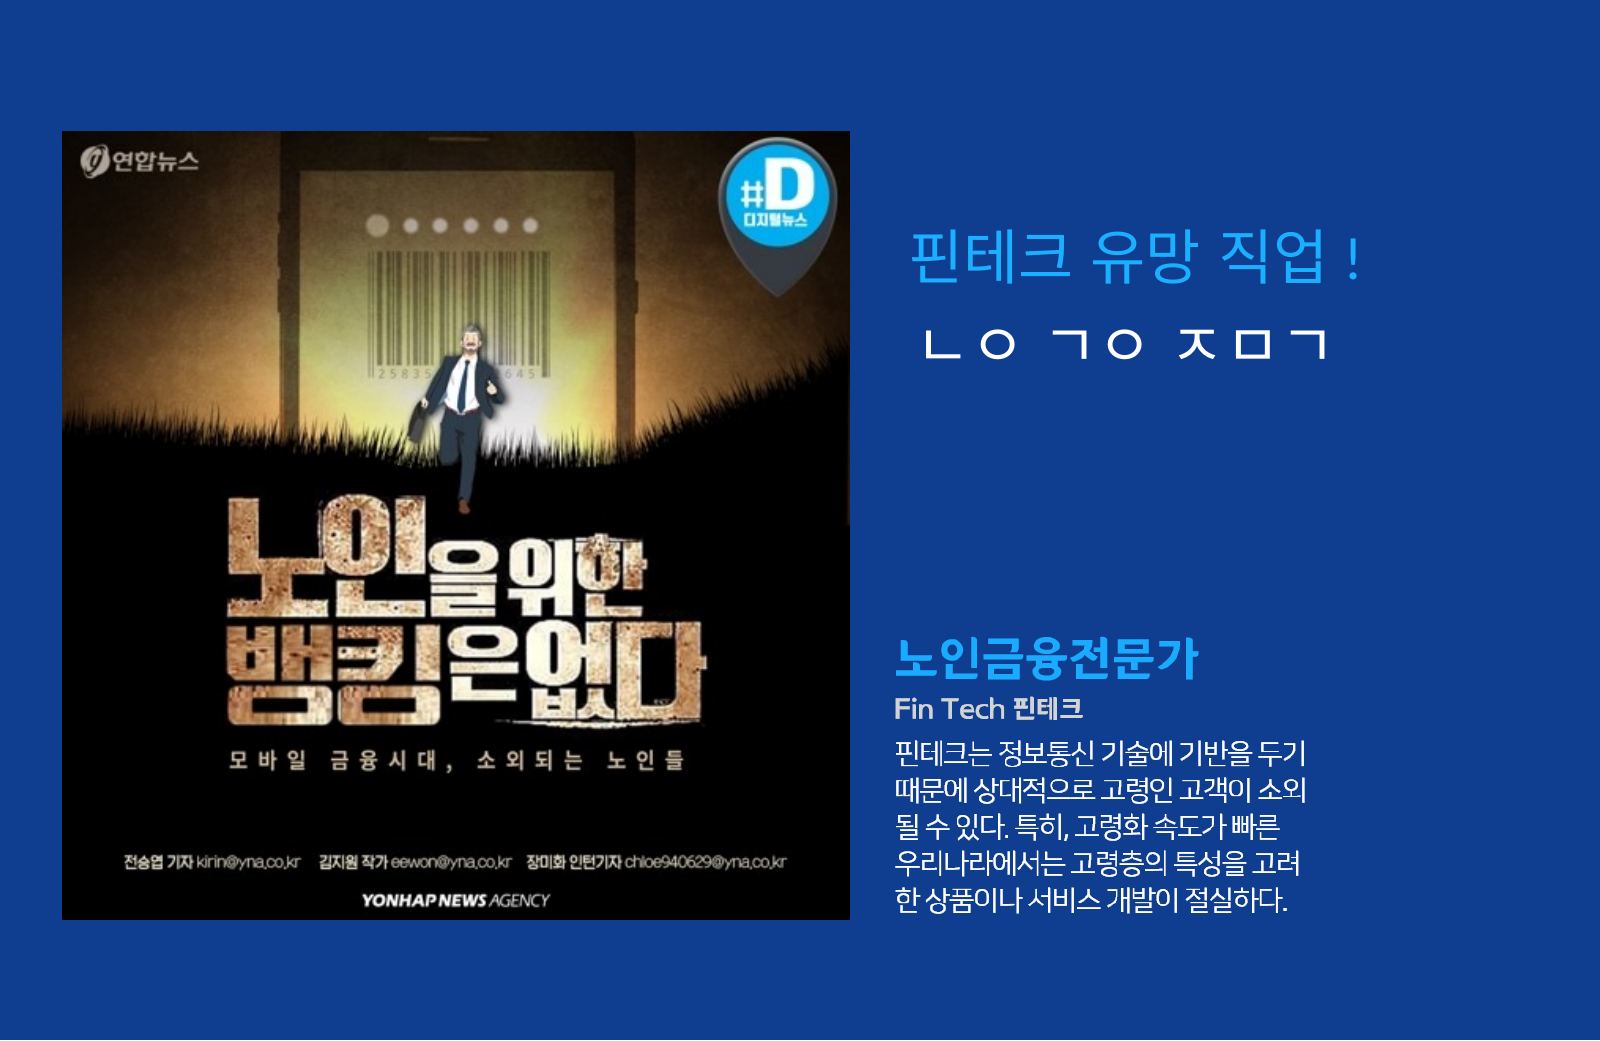 연합뉴스
#D
디지털뉴스
25835 645
노인을 위한
뱅킹은 없다
모바일 금융시대, 소외되는 노인들
전승엽 기자 kirin@yna.co.kr 김지원 작가 eewon@yna.co.kr 장미화 인턴기자 chloe940629@yna.co.kr
YONHAP NEWS AGENCY
핀테크 유망 직업 !
ㄴㅇ ㄱㅇ ㅈㅁㄱ
노인금융전문가
Fin Tech 핀테크
핀테크는 정보통신 기술에 기반을 두기
때문에 상대적으로 고령인 고객이 소외
될 수 있다. 특히, 고령화 속도가 빠른
우리나라에서는 고령층의 특성을 고려
한 상품이나 서비스 개발이 절실하다.